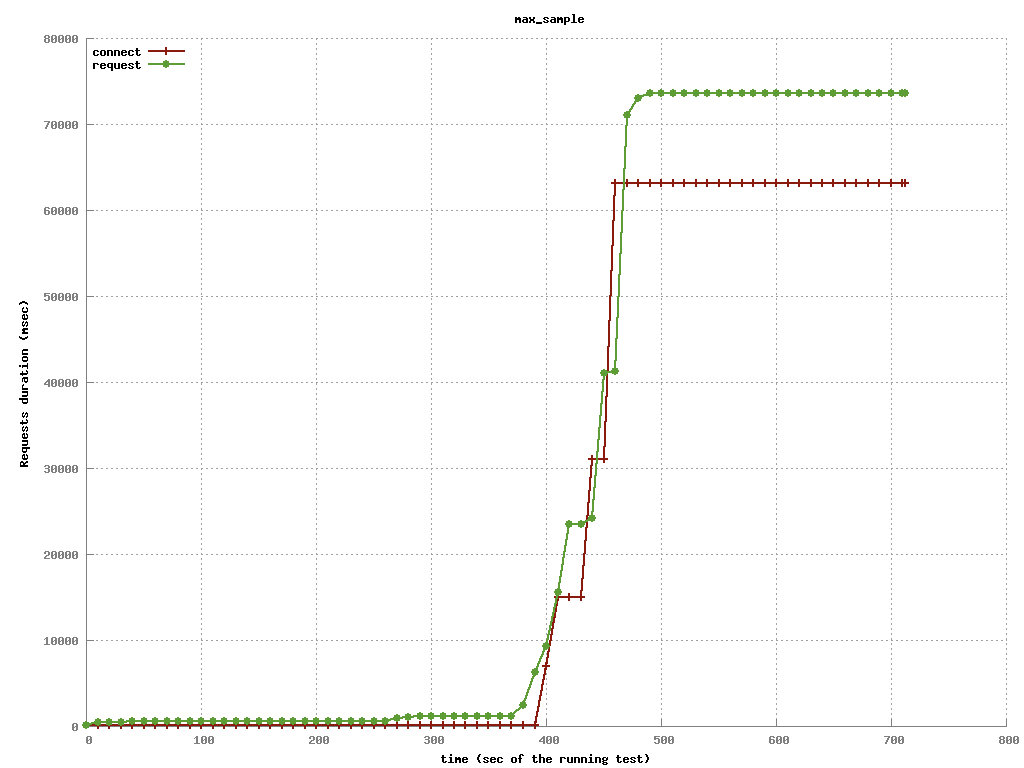 max_sample
connect
request
80000
70000
60000
50000
40000
30000
20000
10000
0
Requests duration (msec)
0 100 200 300 400 500 600 700 800
time (sec of the running test)